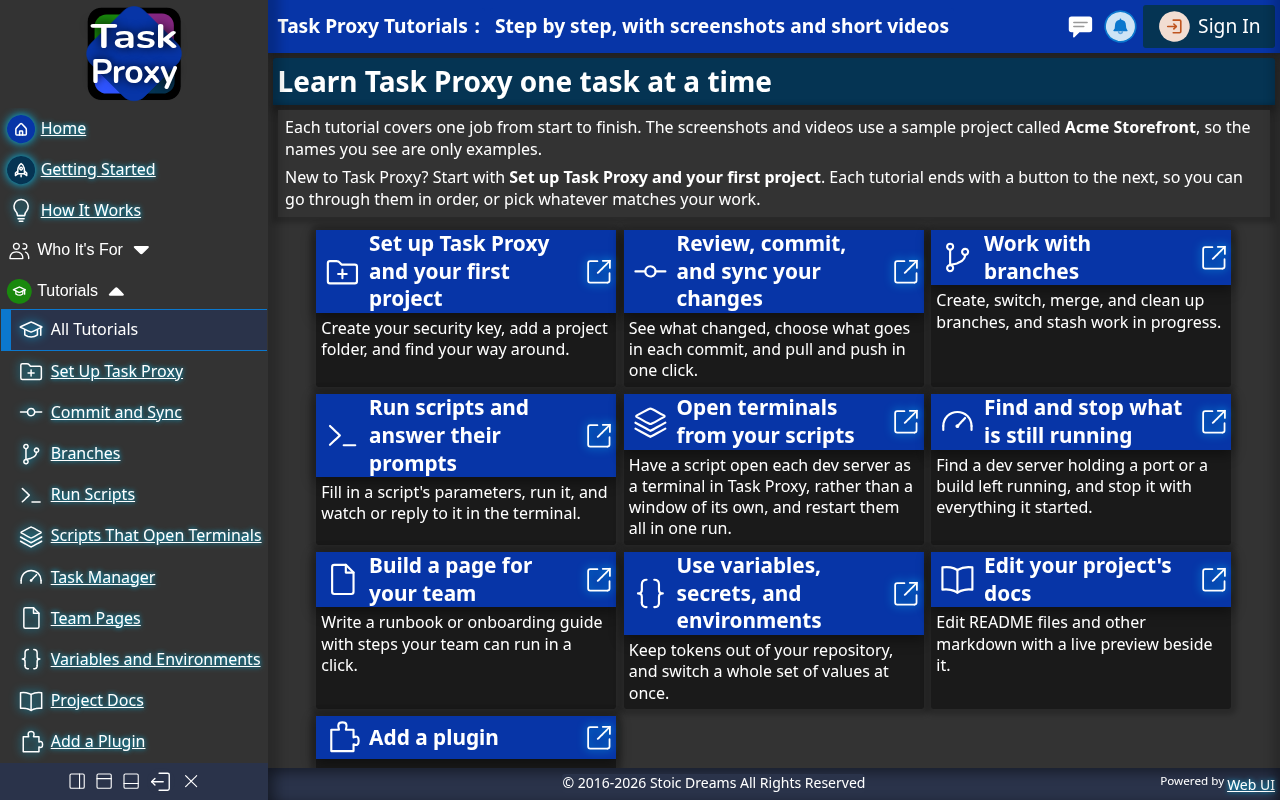 Task
Proxy
Home
Getting Started
How It Works
Who It's For
Tutorials
All Tutorials
Set Up Task Proxy
Commit and Sync
Branches
Run Scripts
Scripts That Open Terminals
Task Manager
Team Pages
Variables and Environments
Project Docs
Add a Plugin
Task Proxy Tutorials : Step by step, with screenshots and short videos
Sign In
Learn Task Proxy one task at a time
Each tutorial covers one job from start to finish. The screenshots and videos use a sample project called Acme Storefront, so the
names you see are only examples.
New to Task Proxy? Start with Set up Task Proxy and your first project. Each tutorial ends with a button to the next, so you can
go through them in order, or pick whatever matches your work.
Set up Task Proxy
and your first
project
Create your security key, add a project
folder, and find your way around.
Review, commit,
and sync your
changes
See what changed, choose what goes
in each commit, and pull and push in
one click.
Work with
branches
Create, switch, merge, and clean up
branches, and stash work in progress.
Run scripts and
answer their
prompts
Fill in a script's parameters, run it, and
watch or reply to it in the terminal.
Open terminals
from your scripts
Have a script open each dev server as
a terminal in Task Proxy, rather than a
window of its own, and restart them
all in one run.
Find and stop what
is still running
Find a dev server holding a port or a
build left running, and stop it with
everything it started.
Build a page for
your team
Write a runbook or onboarding guide
with steps your team can run in a
click.
Use variables,
secrets, and
environments
Keep tokens out of your repository,
and switch a whole set of values at
once.
Edit your project's
docs
Edit README files and other
markdown with a live preview beside
it.
Add a plugin
© 2016-2026 Stoic Dreams All Rights Reserved
Powered by Web UI